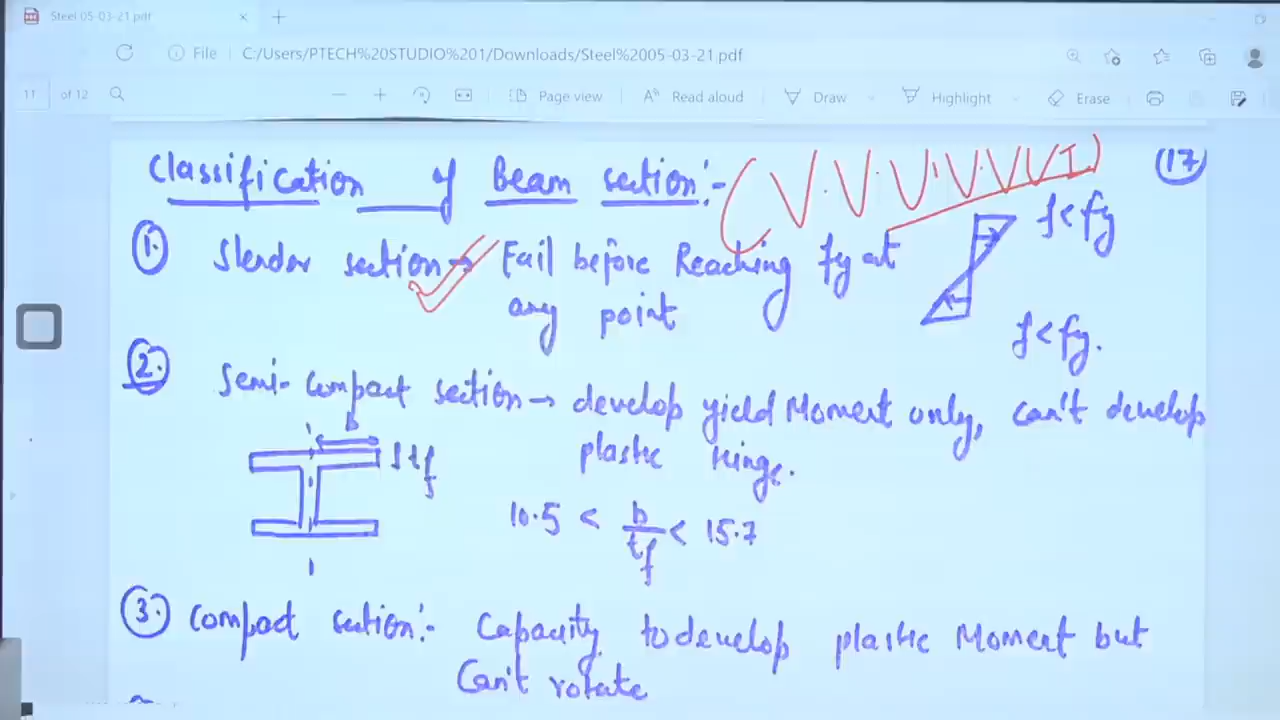 Steel 05-03-21.pdf
File C:/Users/PTECH%20STUDIO%201/Downloads/Steel%2005-03-21.pdf
11 of 12 Page view Read aloud Draw Highlight Erase
Classification of Beam section:- (V.V.V.V.V.V.I) (17)
1. Slender section → Fail before Reaching fy at any point
f < fy
f < fy.
2. Semi-compact section → develop yield Moment only, can't develop
plastic Hinge.
b
tf
10.5 < b/tf < 15.7
3. Compact section:- Capacity to develop plastic Moment but
Can't rotate